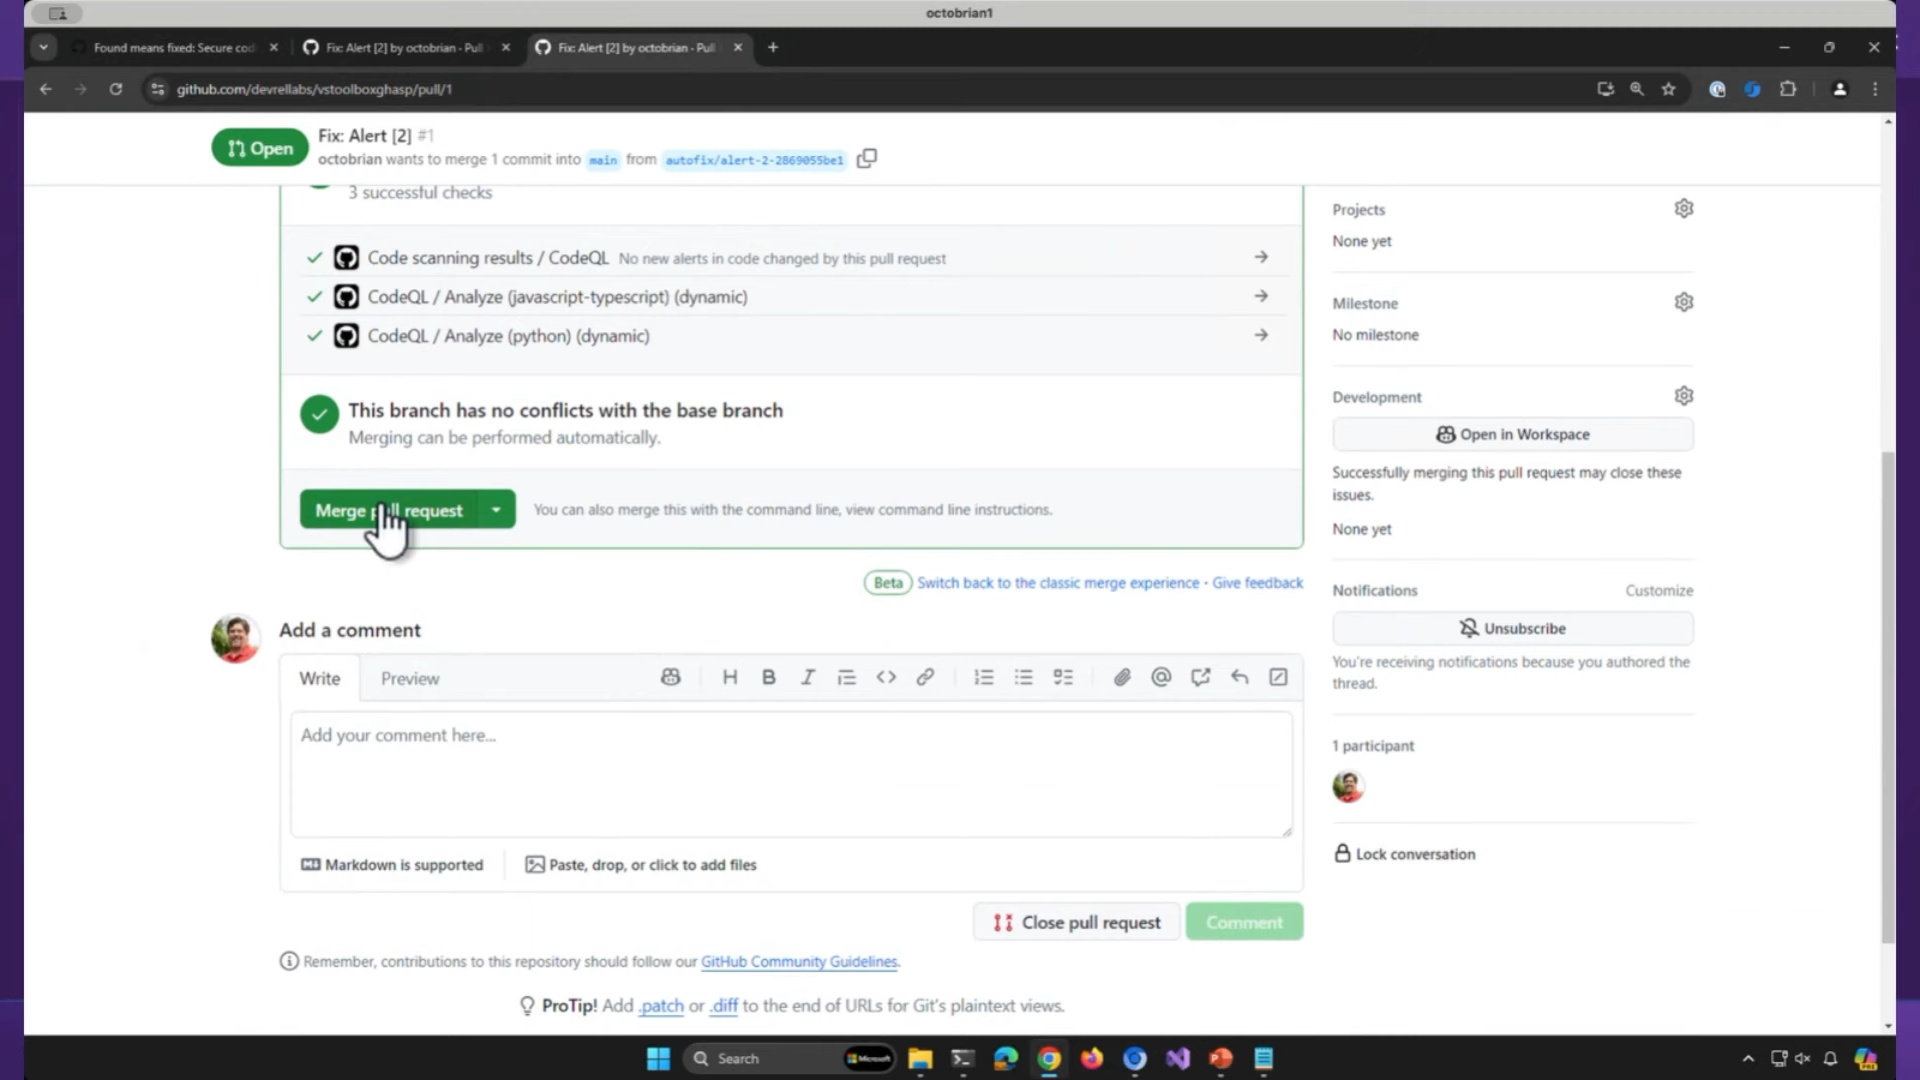 octobrian1
Found means fixed: Secure cod
Fix: Alert [2] by octobrian · Pull
Fix: Alert [2] by octobrian · Pull
github.com/devrellabs/vstoolboxghasp/pull/1
Open
Fix: Alert [2] #1
octobrian wants to merge 1 commit into main from autofix/alert-2-2869055be1
3 successful checks
Code scanning results / CodeQL No new alerts in code changed by this pull request
CodeQL / Analyze (javascript-typescript) (dynamic)
CodeQL / Analyze (python) (dynamic)
This branch has no conflicts with the base branch
Merging can be performed automatically.
Merge pull request
You can also merge this with the command line, view command line instructions.
Beta Switch back to the classic merge experience · Give feedback
Add a comment
Write
Preview
Add your comment here...
Markdown is supported
Paste, drop, or click to add files
Close pull request
Comment
Remember, contributions to this repository should follow our GitHub Community Guidelines.
ProTip! Add .patch or .diff to the end of URLs for Git's plaintext views.
Projects
None yet
Milestone
No milestone
Development
Open in Workspace
Successfully merging this pull request may close these
issues.
None yet
Notifications
Customize
Unsubscribe
You're receiving notifications because you authored the
thread.
1 participant
Lock conversation
Search
Microsoft
PRE